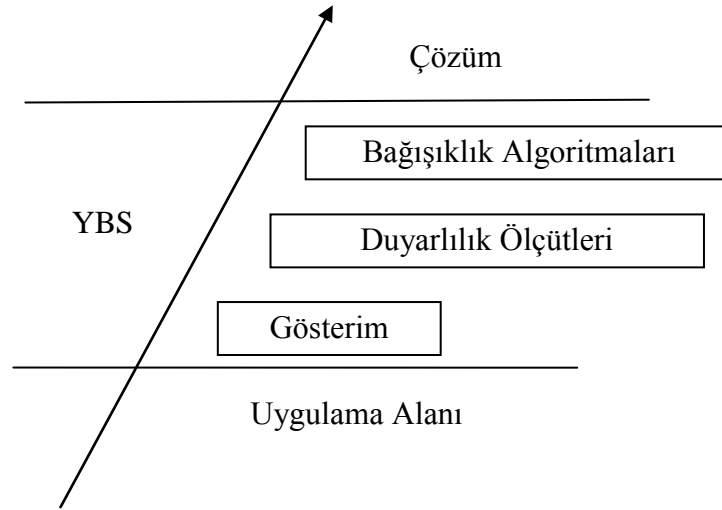 Çözüm
Bağışıklık Algoritmaları
YBS
Duyarlılık Ölçütleri
Gösterim
Uygulama Alanı